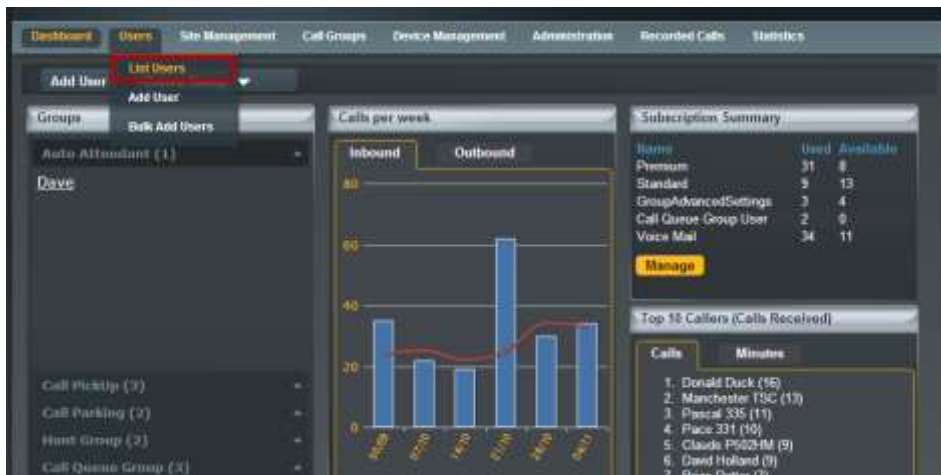 Dashboard Users Site Management Call Groups Device Management Administration Recorded Calls Statistics
List Users
Add User
Add User
Bulk Add Users
Groups
Auto Attendant (1)
Dave
Call PickUp (3)
Call Parking (2)
Hunt Group (2)
Call Queue Group (3)
Calls per week
Inbound Outbound
80
60
40
20
0
Subscription Summary
Name Used Available
Premium 31 8
Standard 9 13
GroupAdvancedSettings 3 4
Call Queue Group User 2 0
Voice Mail 34 11
Manage
Top 10 Callers (Calls Received)
Calls Minutes
1. Donald Duck (16)
2. Manchester TSC (13)
3. Pascal 335 (11)
4. Pace 331 (10)
5. Claude P502HM (9)
6. David Holland (9)